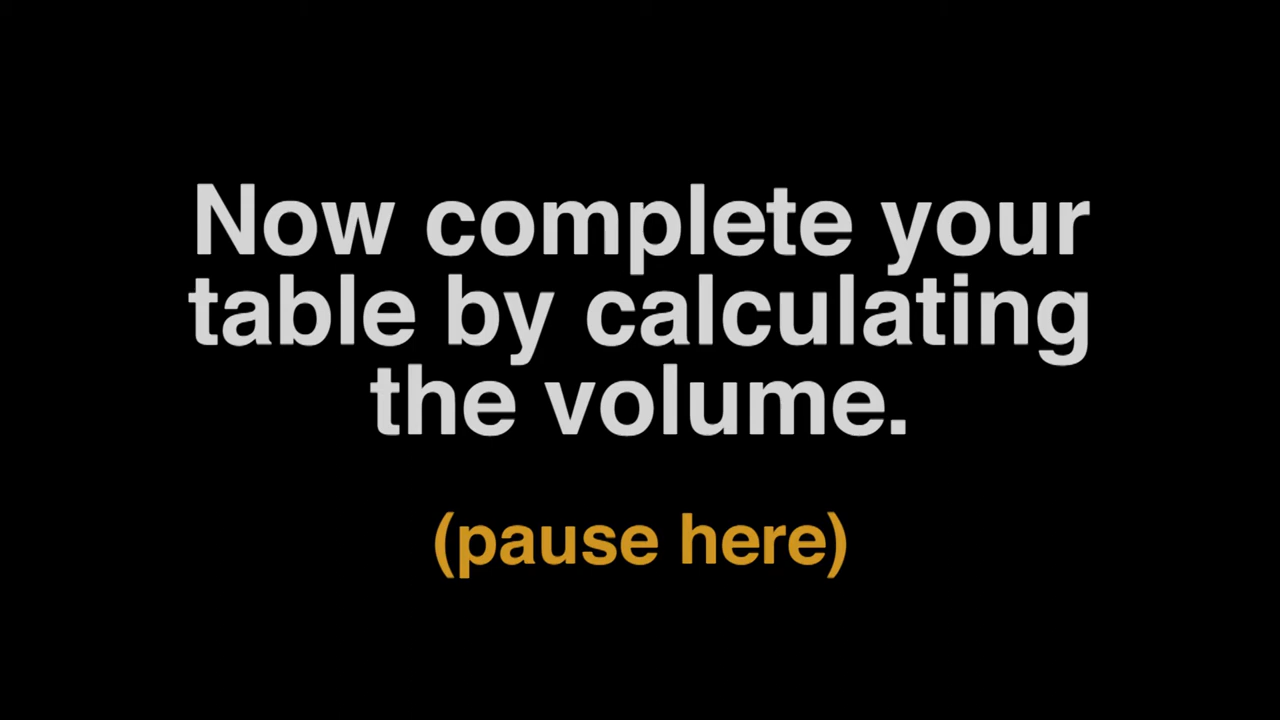 Now complete your
table by calculating
the volume.
(pause here)